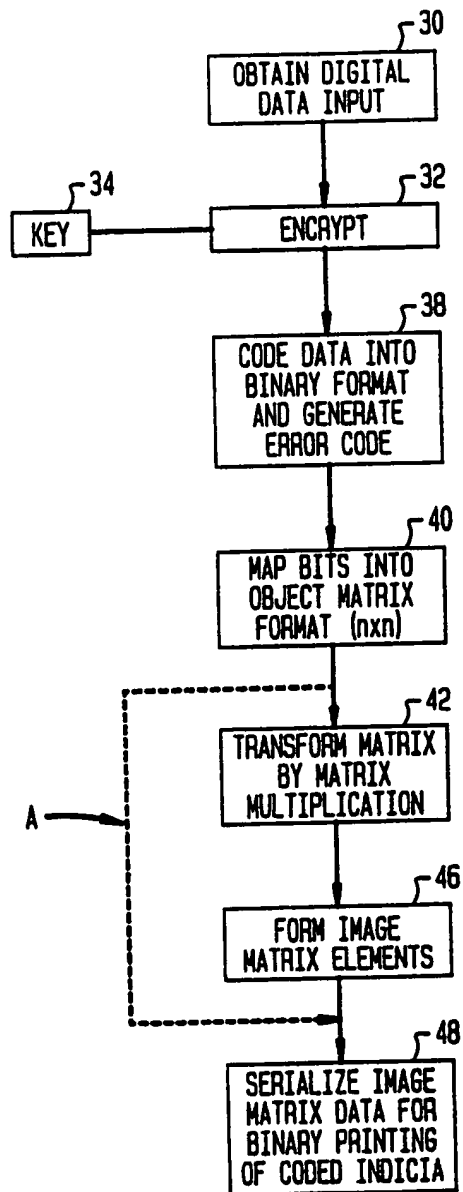 30
OBTAIN DIGITAL
DATA INPUT
34
32
KEY
ENCRYPT
38
CODE DATA INTO
BINARY FORMAT
AND GENERATE
ERROR CODE
40
MAP BITS INTO
OBJECT MATRIX
FORMAT (nxn)
42
TRANSFORM MATRIX
BY MATRIX
MULTIPLICATION
A
46
FORM IMAGE
MATRIX ELEMENTS
48
SERIALIZE IMAGE
MATRIX DATA FOR
BINARY PRINTING
OF CODED INDICIA